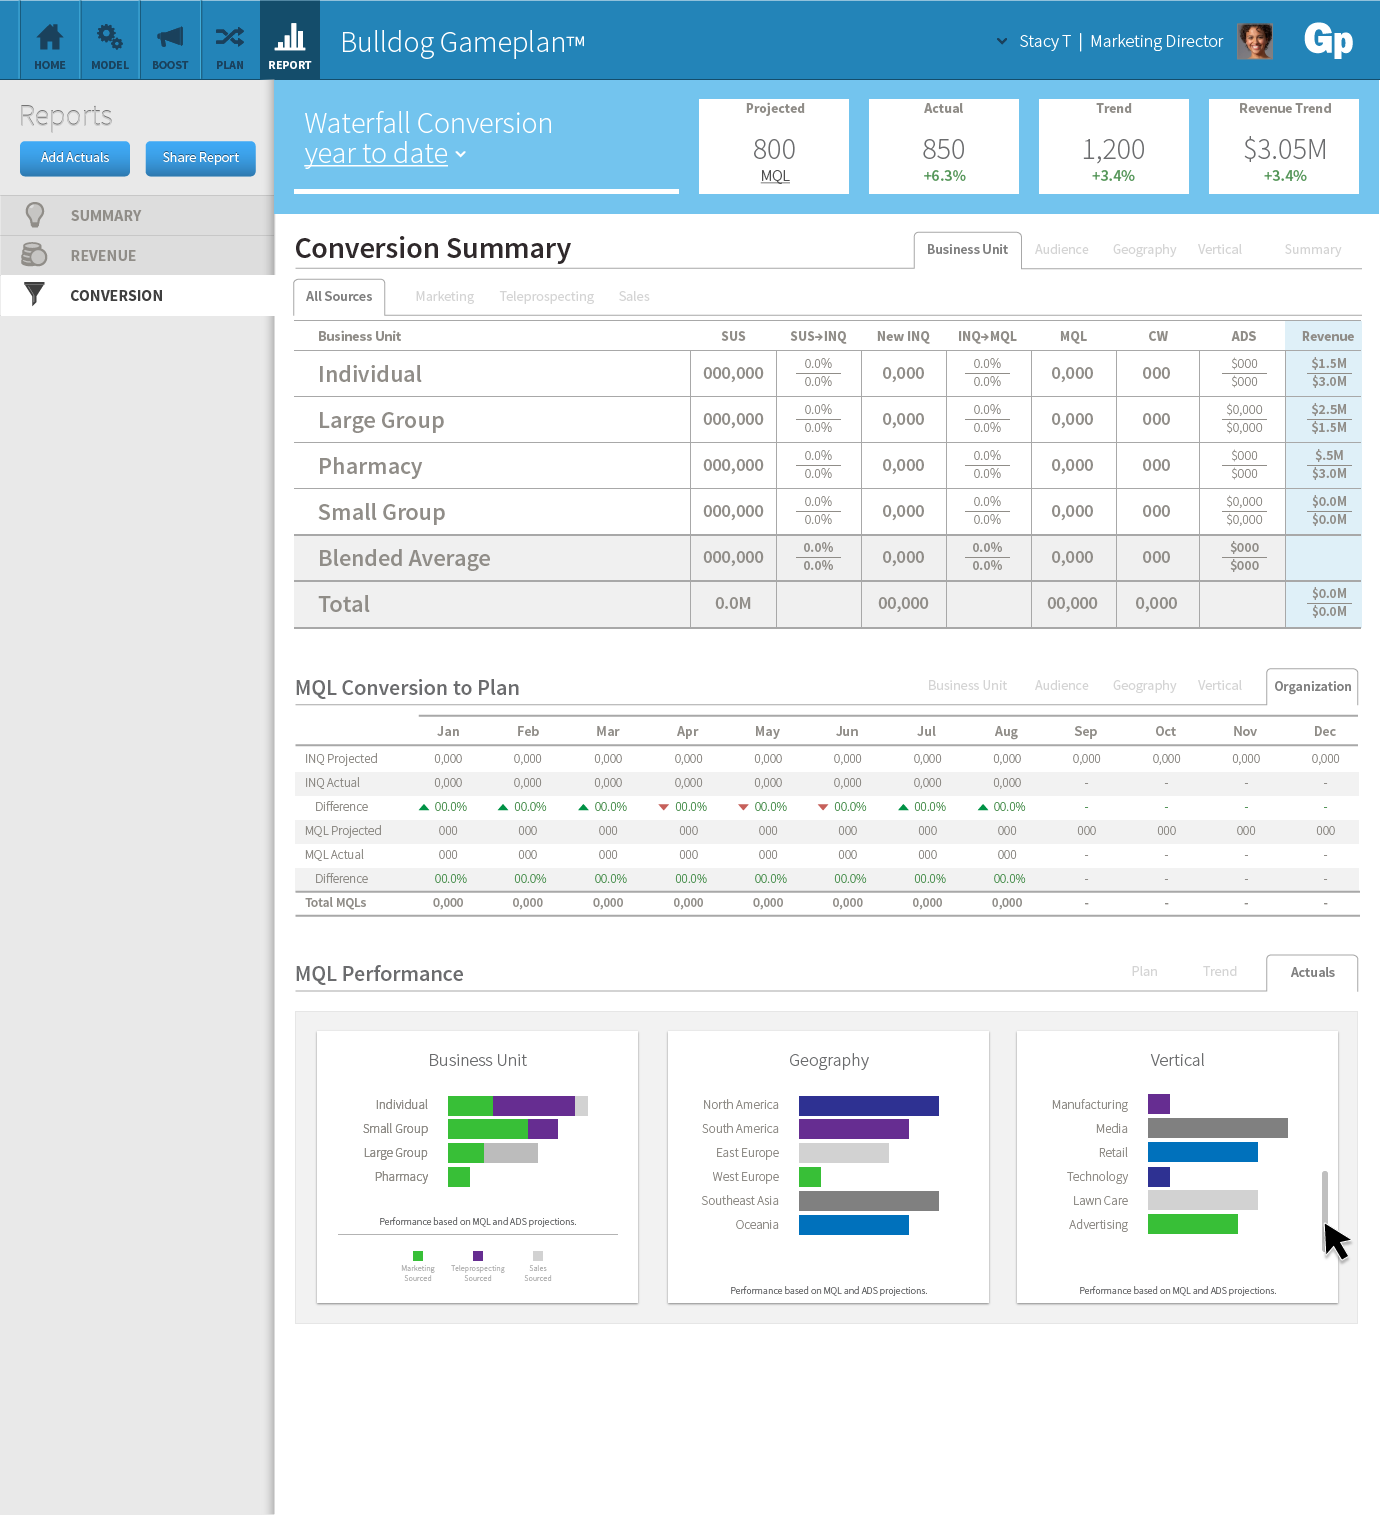 HOME MODEL BOOST PLAN REPORT
Bulldog Gameplan™
Stacy T | Marketing Director
Gp
Reports
Add Actuals Share Report
SUMMARY
REVENUE
CONVERSION
Waterfall Conversion
year to date
Projected
800
MQL
Actual
850
+6.3%
Trend
1,200
+3.4%
Revenue Trend
$3.05M
+3.4%
Conversion Summary
Business Unit Audience Geography Vertical Summary
All Sources Marketing Teleprospecting Sales
Business Unit SUS SUS→INQ New INQ INQ→MQL MQL CW ADS Revenue
Individual 000,000 0.0% 0.0% 0,000 0.0% 0.0% 0,000 000 $000 $000 $1.5M $3.0M
Large Group 000,000 0.0% 0.0% 0,000 0.0% 0.0% 0,000 000 $0,000 $0,000 $2.5M $1.5M
Pharmacy 000,000 0.0% 0.0% 0,000 0.0% 0.0% 0,000 000 $000 $000 $.5M $3.0M
Small Group 000,000 0.0% 0.0% 0,000 0.0% 0.0% 0,000 000 $0,000 $0,000 $0.0M $0.0M
Blended Average 000,000 0.0% 0.0% 0,000 0.0% 0.0% 0,000 000 $000 $000
Total 0.0M 00,000 00,000 0,000 $0.0M $0.0M
MQL Conversion to Plan
Business Unit Audience Geography Vertical Organization
Jan Feb Mar Apr May Jun Jul Aug Sep Oct Nov Dec
INQ Projected 0,000 0,000 0,000 0,000 0,000 0,000 0,000 0,000 0,000 0,000 0,000 0,000
INQ Actual 0,000 0,000 0,000 0,000 0,000 0,000 0,000 0,000 - - - -
Difference ▲ 00.0% ▲ 00.0% ▲ 00.0% ▼ 00.0% ▼ 00.0% ▼ 00.0% ▲ 00.0% ▲ 00.0% - - - -
MQL Projected 000 000 000 000 000 000 000 000 000 000 000 000
MQL Actual 000 000 000 000 000 000 000 000 - - - -
Difference 00.0% 00.0% 00.0% 00.0% 00.0% 00.0% 00.0% 00.0% - - - -
Total MQLs 0,000 0,000 0,000 0,000 0,000 0,000 0,000 0,000 - - - -
MQL Performance
Plan Trend Actuals
Business Unit
Individual
Small Group
Large Group
Pharmacy
Performance based on MQL and ADS projections.
Marketing Sourced
Teleprospecting Sourced
Sales Sourced
Geography
North America
South America
East Europe
West Europe
Southeast Asia
Oceania
Performance based on MQL and ADS projections.
Vertical
Manufacturing
Media
Retail
Technology
Lawn Care
Advertising
Performance based on MQL and ADS projections.